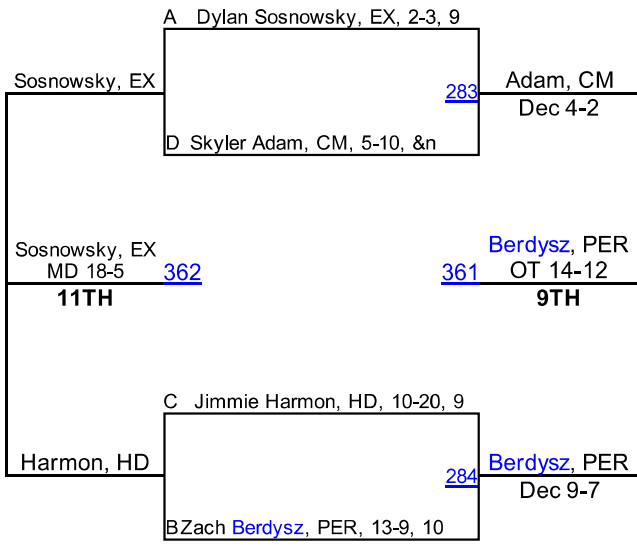 A Dylan Sosnowsky, EX, 2-3, 9
Sosnowsky, EX
283
Adam, CM
Dec 4-2
D Skyler Adam, CM, 5-10, &n
Sosnowsky, EX
MD 18-5
362
11TH
361
Berdysz, PER
OT 14-12
9TH
C Jimmie Harmon, HD, 10-20, 9
Harmon, HD
284
Berdysz, PER
Dec 9-7
BZach Berdysz, PER, 13-9, 10